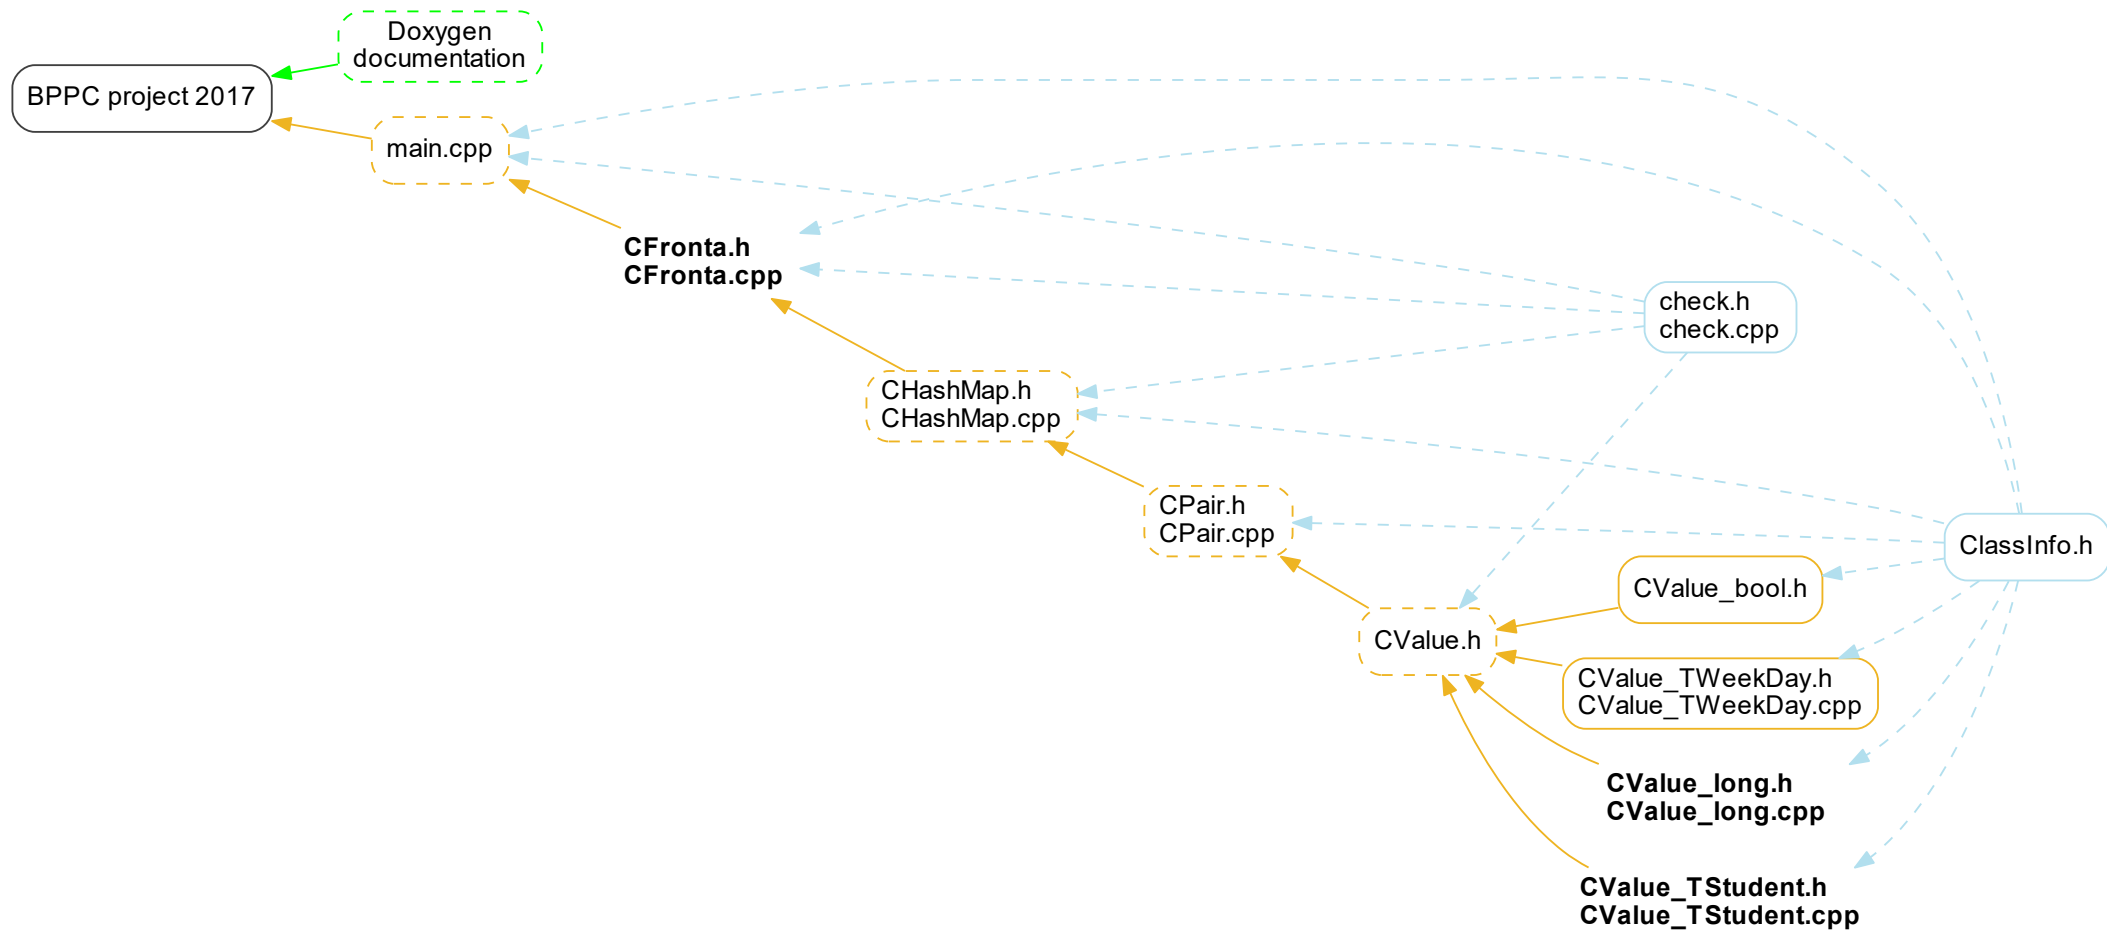 Doxygen
documentation
BPPC project 2017
main.cpp
CFronta.h
CFronta.cpp
check.h
check.cpp
CHashMap.h
CHashMap.cpp
CPair.h
CPair.cpp
ClassInfo.h
CValue_bool.h
CValue.h
CValue_TWeekDay.h
CValue_TWeekDay.cpp
CValue_long.h
CValue_long.cpp
CValue_TStudent.h
CValue_TStudent.cpp